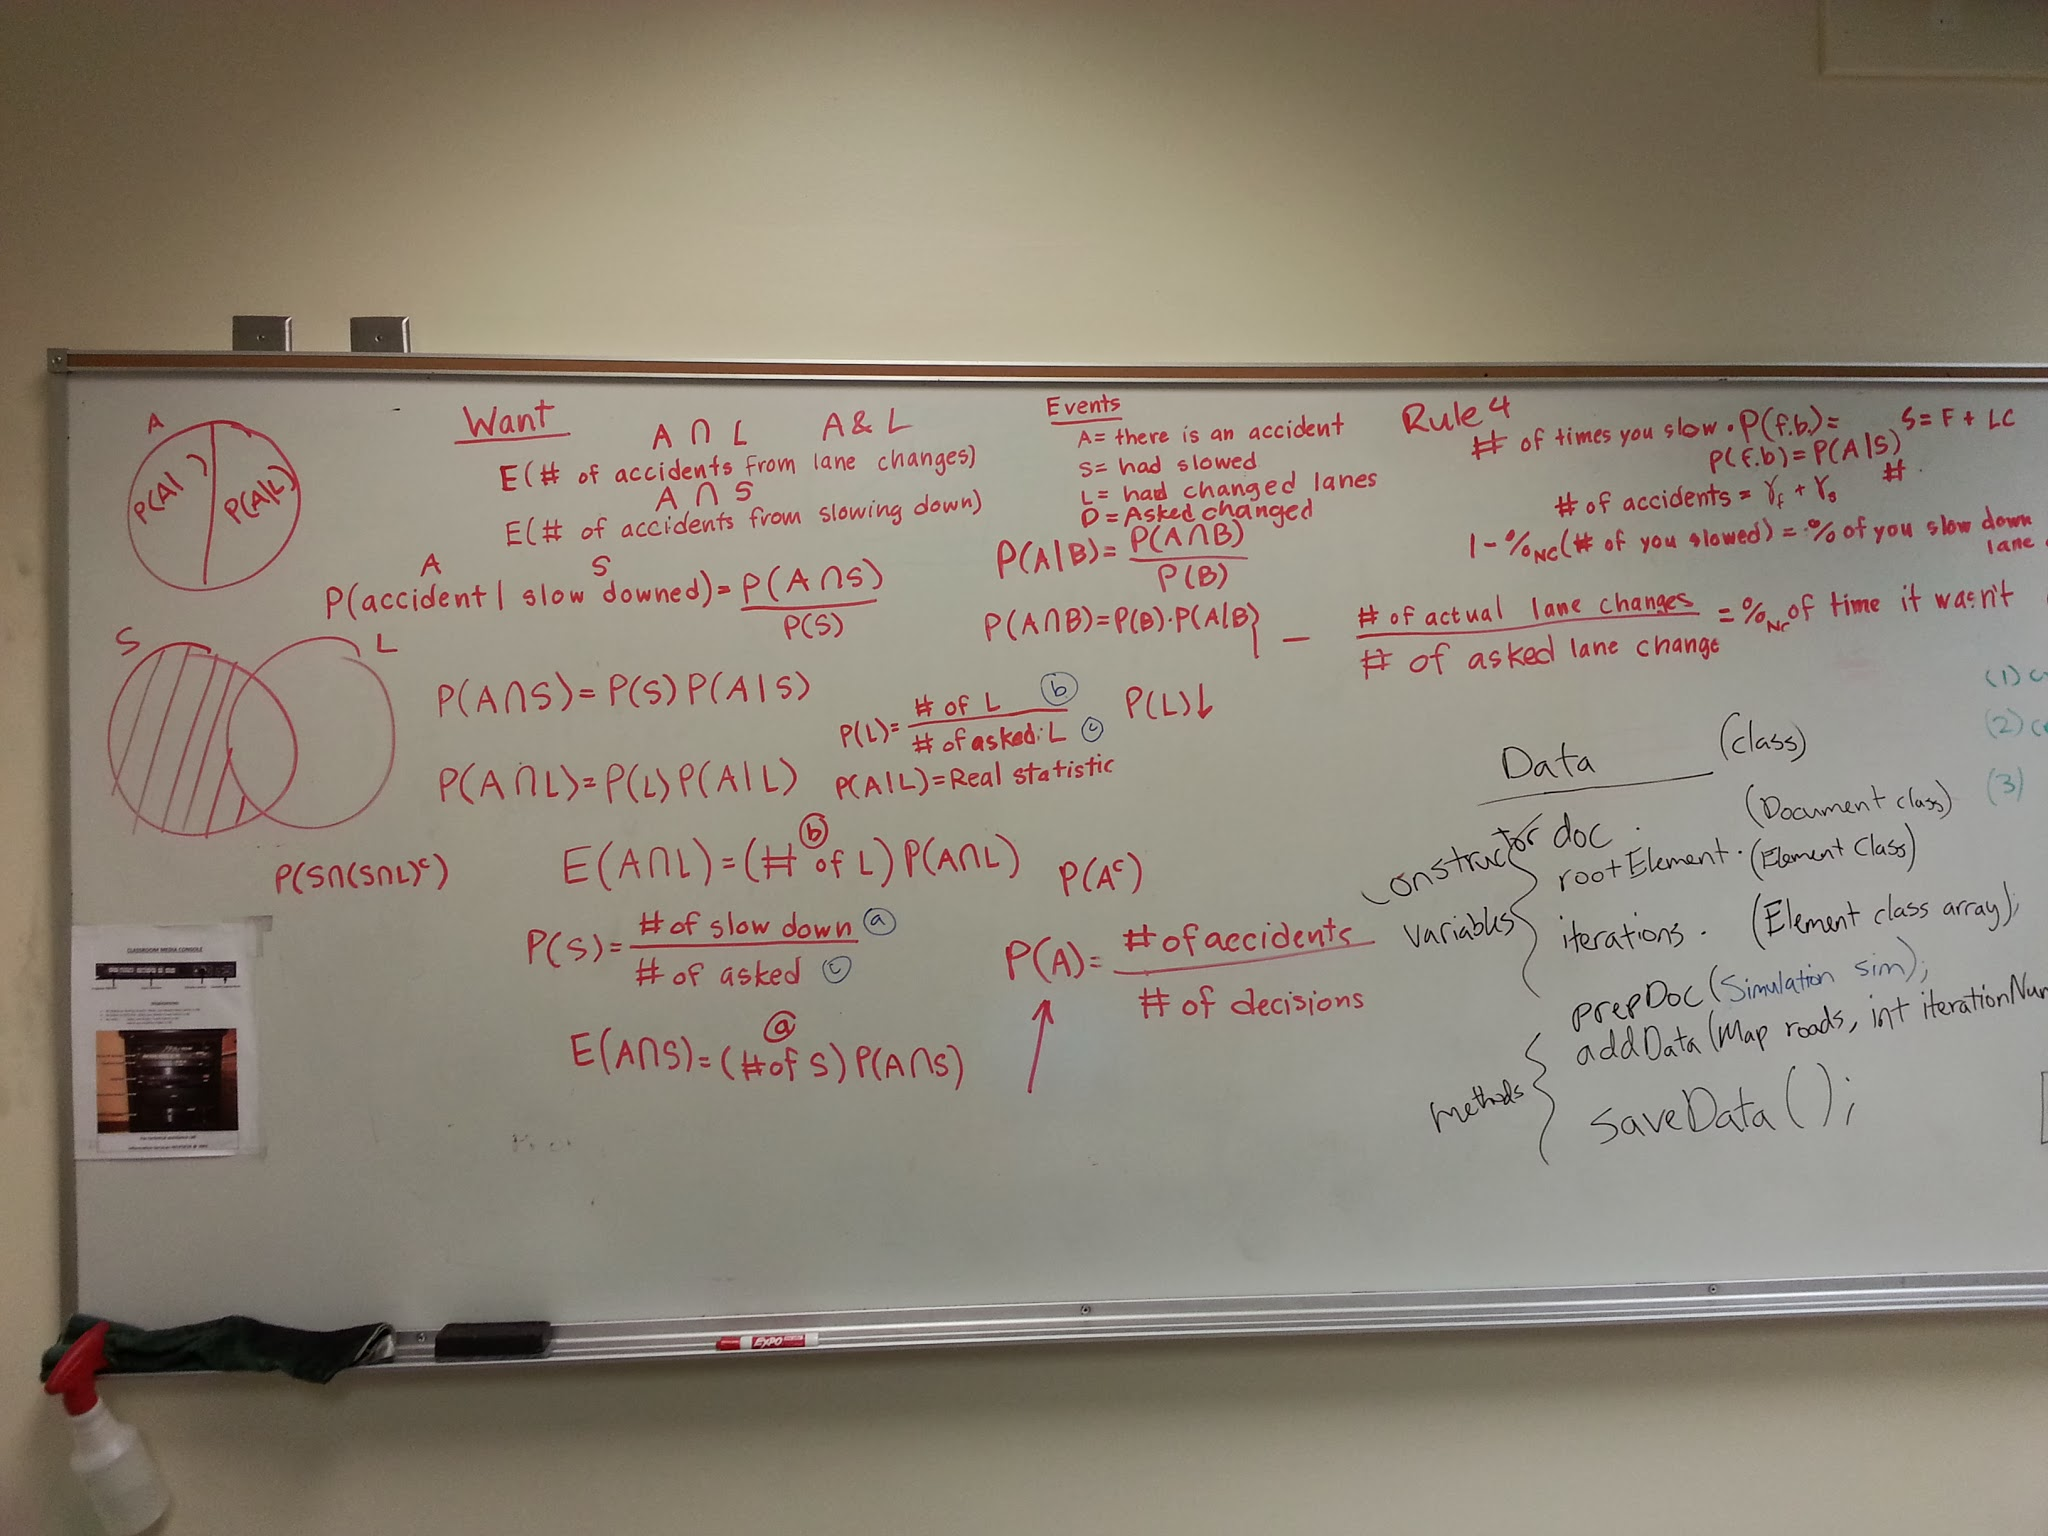 A
P(A| )
P(A|L)
S
L
P(S∩(S∩L)ᶜ)
Want
A ∩ L A & L
E(# of accidents from lane changes)
A ∩ S
E(# of accidents from slowing down)
A S
P(accident | slow downed) = P(A∩S)
P(S)
P(A∩S) = P(S) P(A|S)
P(A∩L) = P(L) P(A|L)
P(L) = # of L (b)
# of asked: L (c)
P(L)↓
P(A|L) = Real statistic
(b)
E(A∩L) = (# of L) P(A∩L)
P(Aᶜ)
P(S) = # of slow down (a)
# of asked (c)
(a)
E(A∩S) = (# of S) P(A∩S)
P(A) = # of accidents
# of decisions
Events
A = there is an accident
S = had slowed
L = had changed lanes
D = Asked changed
P(A|B) = P(A∩B)
P(B)
P(A∩B) = P(B)·P(A|B)
Rule 4
# of times you slow · P(f.b.) = S = F + LC
P(f.b) = P(A|S)
#
# of accidents = γf + γs
1 - %NC (# of you slowed) = % of you slow down
lane
# of actual lane changes = %NC of time it wasn't
# of asked lane change
(1)
(2)
(3)
Data (class)
constructor doc. (Document class)
variables rootElement. (Element Class)
iterations. (Element class array);
methods prepDoc(Simulation sim);
addData(Map roads, int iterationNum
saveData();
CLASSROOM MEDIA CONSOLE
EXPO